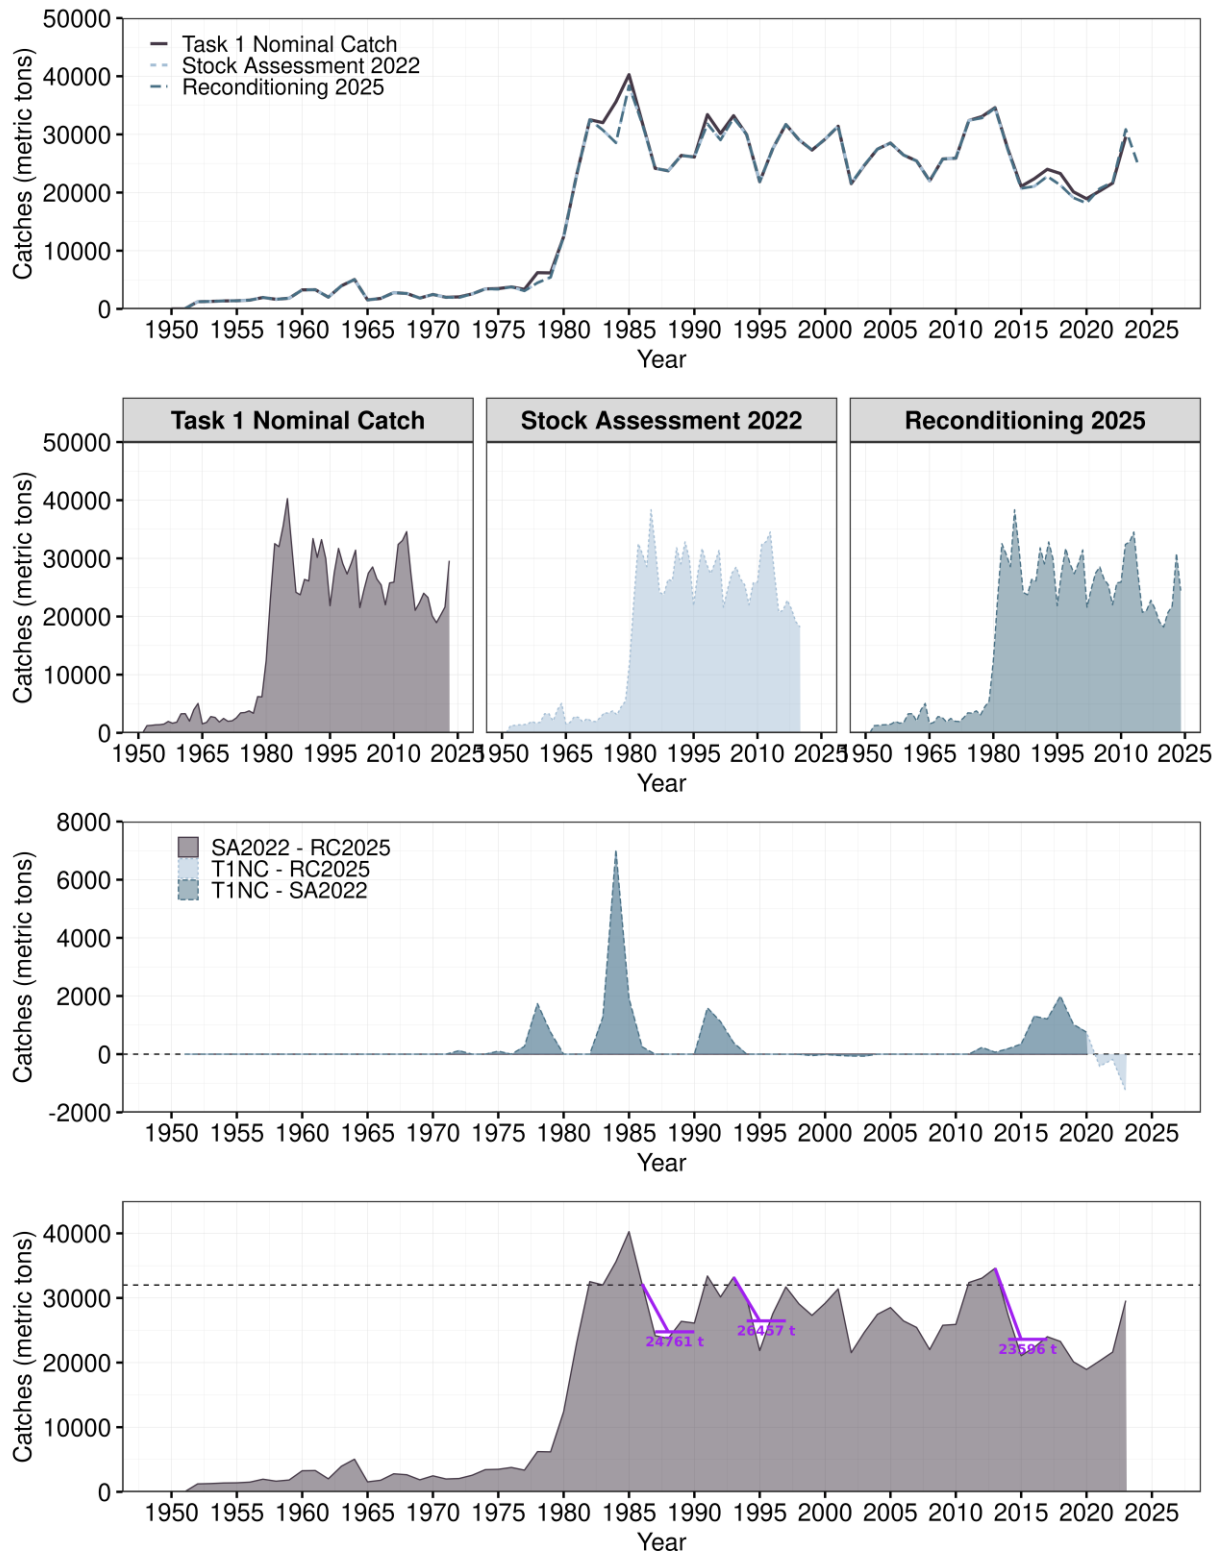 50000
40000
30000
20000
10000
0
Catches (metric tons)
Task 1 Nominal Catch
Stock Assessment 2022
Reconditioning 2025
1950 1955 1960 1965 1970 1975 1980 1985 1990 1995 2000 2005 2010 2015 2020 2025
Year
Task 1 Nominal Catch Stock Assessment 2022 Reconditioning 2025
50000
40000
30000
20000
10000
0
Catches (metric tons)
1950 1965 1980 1995 2010 2025 1950 1965 1980 1995 2010 2025 1950 1965 1980 1995 2010 2025
Year
8000
6000
4000
2000
0
-2000
Catches (metric tons)
SA2022 - RC2025
T1NC - RC2025
T1NC - SA2022
1950 1955 1960 1965 1970 1975 1980 1985 1990 1995 2000 2005 2010 2015 2020 2025
Year
40000
30000
20000
10000
0
Catches (metric tons)
24761 t
26457 t
23596 t
1950 1955 1960 1965 1970 1975 1980 1985 1990 1995 2000 2005 2010 2015 2020 2025
Year